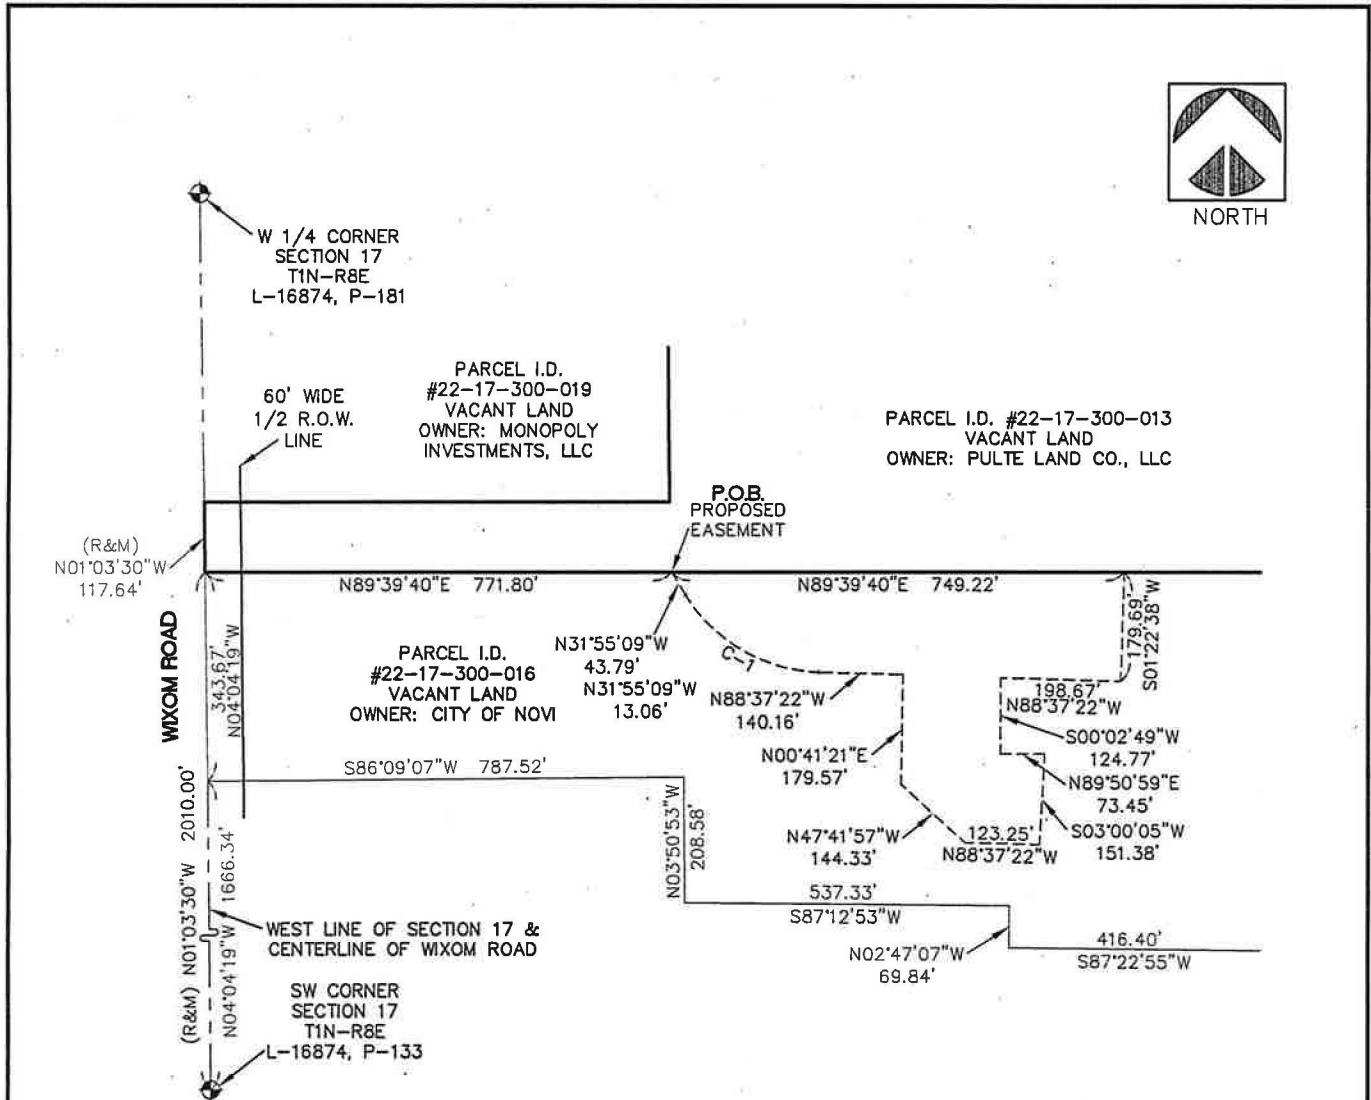 NORTH
W 1/4 CORNER
SECTION 17
T1N-R8E
L-16874, P-181
60' WIDE
1/2 R.O.W.
LINE
PARCEL I.D.
#22-17-300-019
VACANT LAND
OWNER: MONOPOLY
INVESTMENTS, LLC
PARCEL I.D. #22-17-300-013
VACANT LAND
OWNER: PULTE LAND CO., LLC
P.O.B.
PROPOSED
EASEMENT
(R&M)
N01°03'30"W
117.64'
N89°39'40"E 771.80'
N89°39'40"E 749.22'
179.69
S01°22'38"W
WIXOM ROAD
343.67'
N04°04'19"W
PARCEL I.D.
#22-17-300-016
VACANT LAND
OWNER: CITY OF NOVI
N31°55'09"W
43.79'
N31°55'09"W
13.06'
C-1
N88°37'22"W
140.16'
198.67'
N88°37'22"W
S00°02'49"W
124.77'
N00°41'21"E
179.57'
N89°50'59"E
73.45'
S86°09'07"W 787.52'
N03°50'53"W
208.58'
N47°41'57"W
144.33'
123.25'
N88°37'22"W
S03°00'05"W
151.38'
537.33'
S87°12'53"W
N02°47'07"W
69.84'
416.40'
S87°22'55"W
(R&M) N01°03'30"W 2010.00'
N04°04'19"W 1666.34'
WEST LINE OF SECTION 17 &
CENTERLINE OF WIXOM ROAD
SW CORNER
SECTION 17
T1N-R8E
L-16874, P-133